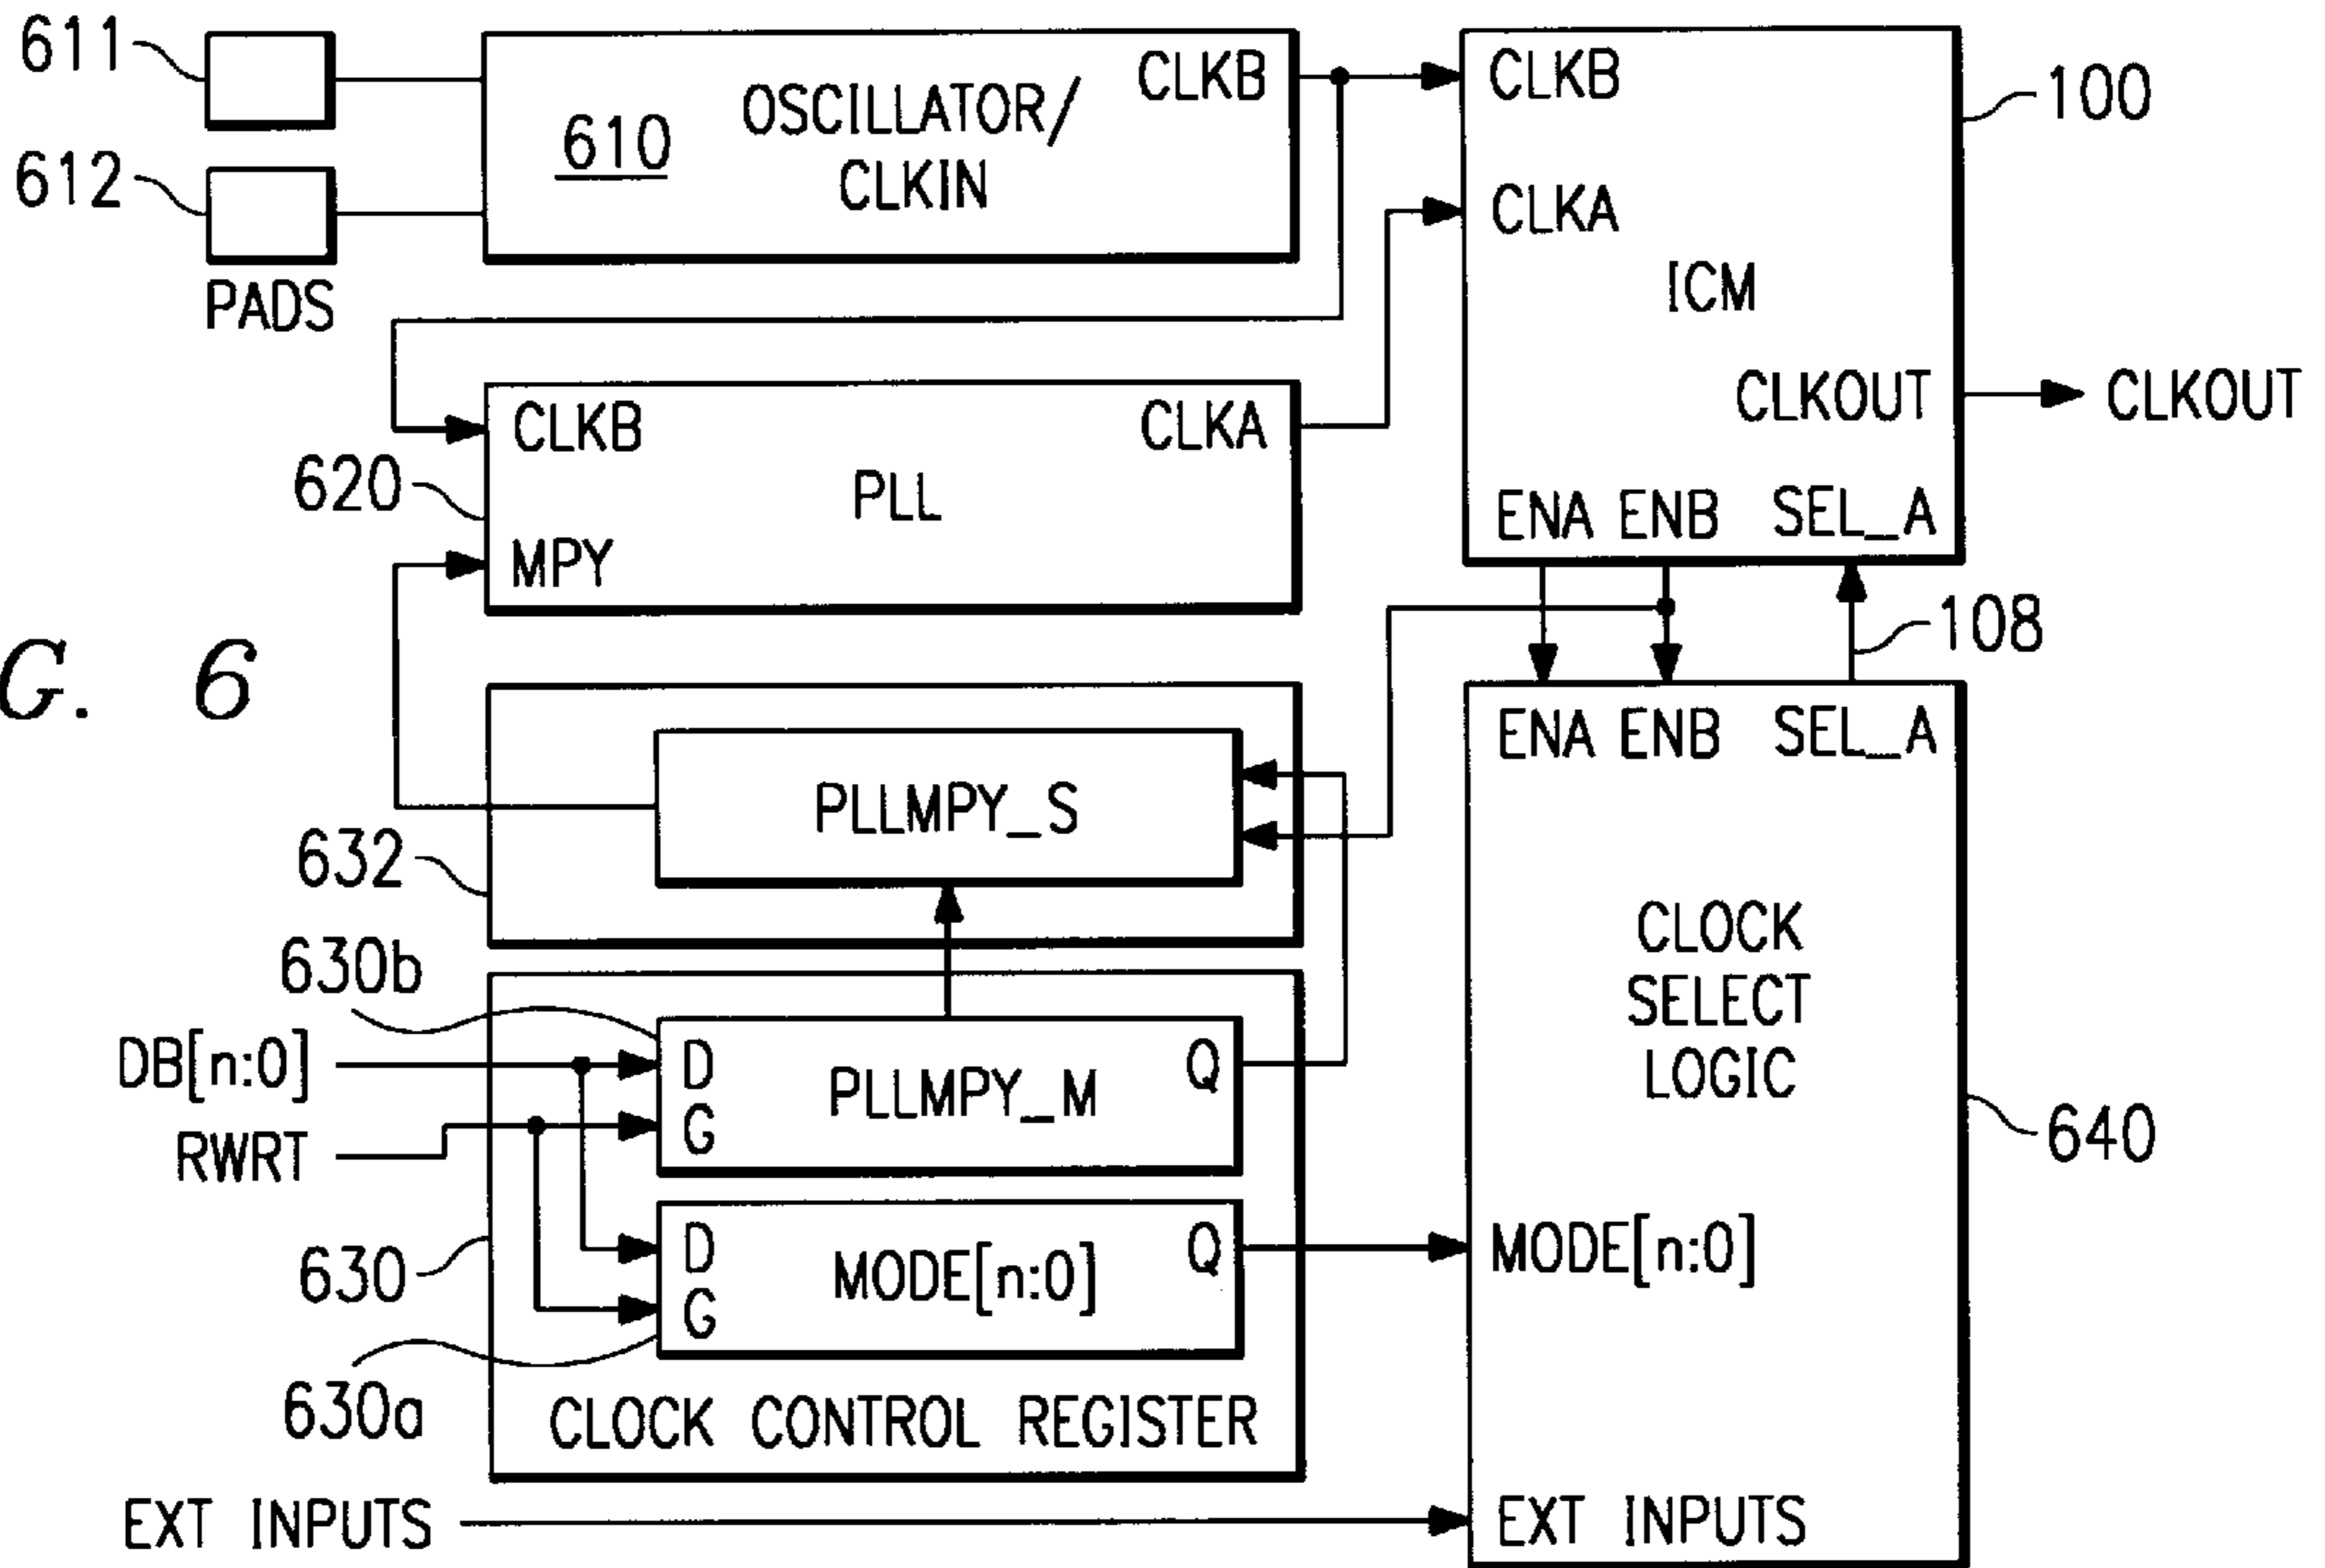 611
612
PADS
610
OSCILLATOR/
CLKIN
CLKB
CLKB
CLKA
ICM
CLKOUT
ENA ENB SEL_A
100
CLKOUT
CLKB
CLKA
PLL
MPY
620
108
G. 6
PLLMPY_S
632
630b
DB[n:0]
RWRT
D
G
PLLMPY_M
Q
D
G
MODE[n:0]
Q
630
630a
CLOCK CONTROL REGISTER
EXT INPUTS
ENA ENB SEL_A
CLOCK
SELECT
LOGIC
640
MODE[n:0]
EXT INPUTS